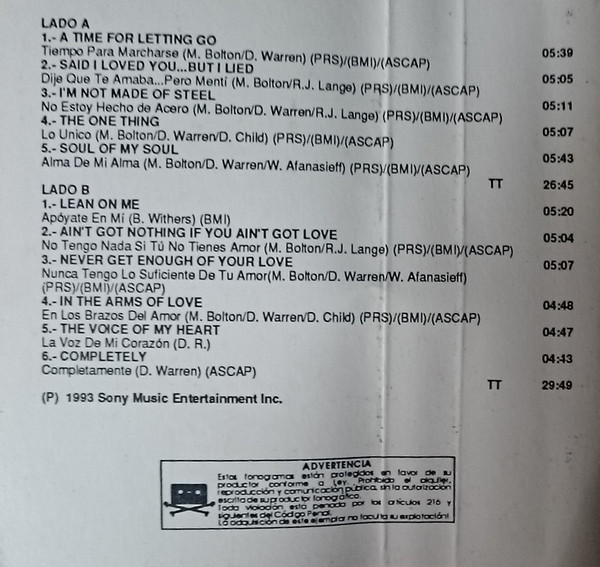 LADO A
1.- A TIME FOR LETTING GO
Tiempo Para Marcharse (M. Bolton/D. Warren) (PRS)/(BMI)/(ASCAP) 05:39
2.- SAID I LOVED YOU...BUT I LIED
Dije Que Te Amaba...Pero Mentí (M. Bolton/R.J. Lange) (PRS)/(BMI)/(ASCAP) 05:05
3.- I'M NOT MADE OF STEEL
No Estoy Hecho de Acero (M. Bolton/D. Warren/R.J. Lange) (PRS)/(BMI)/(ASCAP) 05:11
4.- THE ONE THING
Lo Unico (M. Bolton/D. Warren/D. Child) (PRS)/(BMI)/(ASCAP) 05:07
5.- SOUL OF MY SOUL
Alma De Mi Alma (M. Bolton/D. Warren/W. Afanasieff) (PRS)/(BMI)/(ASCAP) 05:43
TT 26:45
LADO B
1.- LEAN ON ME
Apóyate En Mí (B. Withers) (BMI) 05:20
2.- AIN'T GOT NOTHING IF YOU AIN'T GOT LOVE
No Tengo Nada Si Tú No Tienes Amor (M. Bolton/R.J. Lange) (PRS)/(BMI)/(ASCAP) 05:04
3.- NEVER GET ENOUGH OF YOUR LOVE
Nunca Tengo Lo Suficiente De Tu Amor(M. Bolton/D. Warren/W. Afanasieff) 05:07
(PRS)/(BMI)/(ASCAP)
4.- IN THE ARMS OF LOVE
En Los Brazos Del Amor (M. Bolton/D. Warren/D. Child) (PRS)/(BMI)/(ASCAP) 04:48
5.- THE VOICE OF MY HEART
La Voz De Mi Corazón (D. R.) 04:47
6.- COMPLETELY
Completamente (D. Warren) (ASCAP) 04:43
TT 29:49
(P) 1993 Sony Music Entertainment Inc.
ADVERTENCIA
Estos fonogramas están protegidos en favor de su
productor conforme a Ley. Prohibido el alquiler,
reproducción y comunicación pública, sin la autorización
escrita de su productor fonográfico.
Toda violación está penada por los artículos 216 y
siguientes del Código Penal.
La adquisición de este ejemplar no faculta su explotación!